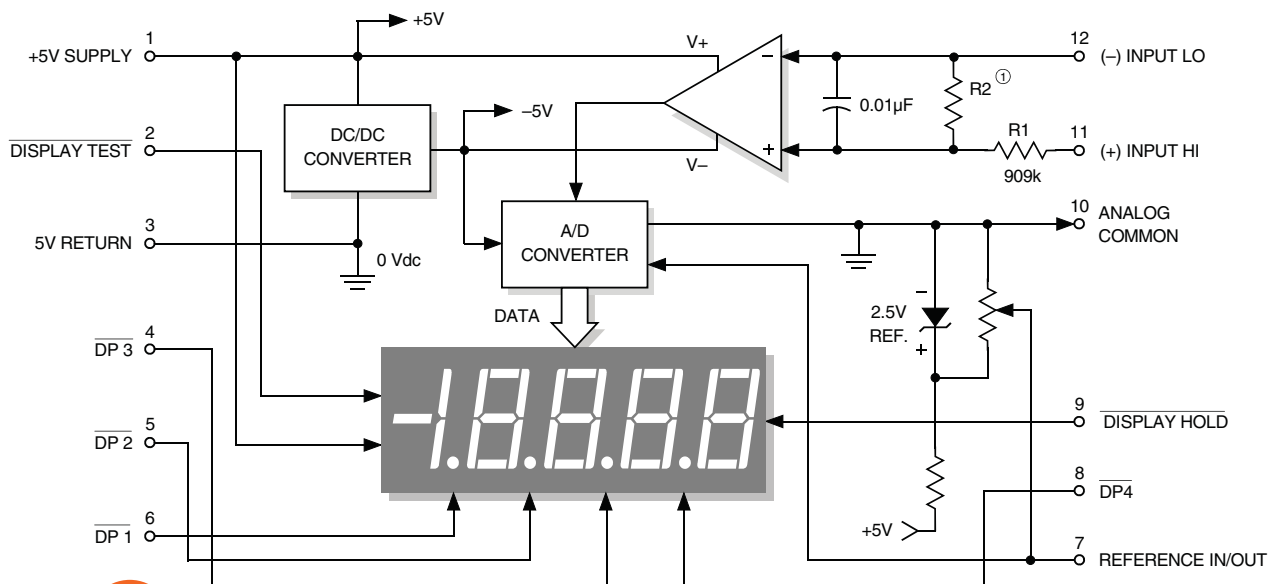 +5V
1
+5V SUPPLY
V+
12
(–) INPUT LO
–
R2 ①
0.01µF
–5V
DC/DC
CONVERTER
2
DISPLAY TEST
V–
+
R1
909k
11
(+) INPUT HI
10
ANALOG
COMMON
A/D
CONVERTER
3
5V RETURN
0 Vdc
DATA
–
2.5V
REF.
+
4
DP 3
-1.8.8.8.8
9
DISPLAY HOLD
5
DP 2
8
DP4
6
DP 1
+5V
7
REFERENCE IN/OUT